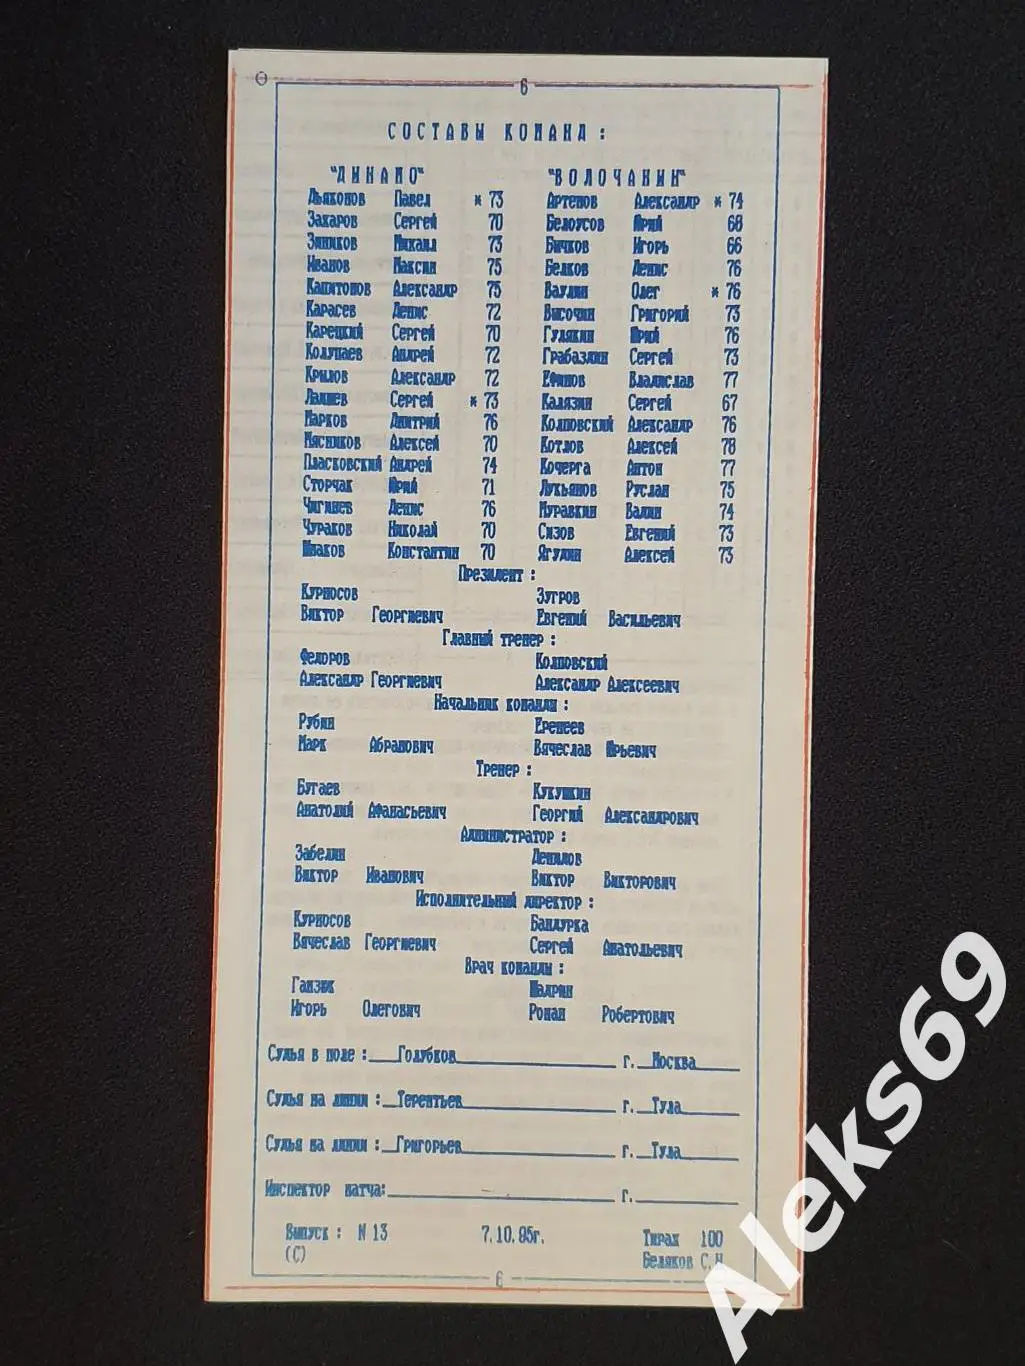 6
СОСТАВЫ КОМАНД :
"ДИНАМО" "ВОЛОЧАНИН"
Дьяконов Павел * 73 Артемов Александр * 74
Захаров Сергей 70 Белоусов Юрий 68
Зимиков Михаил 73 Бичков Игорь 66
Иванов Максим 75 Белков Денис 76
Капитонов Александр 75 Ваулин Олег * 76
Карасев Денис 72 Височин Григорий 73
Карецкий Сергей 70 Гулякин Юрий 76
Колупаев Андрей 72 Грабаздин Сергей 73
Крылов Александр 72 Ефимов Владислав 77
Лапшев Сергей * 73 Калязин Сергей 67
Марков Дмитрий 76 Колповский Александр 76
Мясников Алексей 70 Котлов Алексей 78
Пласковский Андрей 74 Кочерга Антон 77
Сторчак Юрий 71 Лукьянов Руслан 75
Чигинев Денис 76 Муравкин Вадим 74
Чураков Николай 70 Сизов Евгений 73
Шмаков Константин 70 Ягудин Алексей 73
Президент :
Курносов Зугров
Виктор Георгиевич Евгений Васильевич
Главный тренер :
Федоров Колповский
Александр Георгиевич Александр Алексеевич
Начальник команды :
Рубин Еремеев
Марк Абрамович Вячеслав Юрьевич
Тренер :
Бугаев Кукушкин
Анатолий Афанасьевич Георгий Александрович
Администратор :
Забелин Демидов
Виктор Иванович Виктор Викторович
Исполнительный директор :
Курносов Бандурка
Вячеслав Георгиевич Сергей Анатольевич
Врач команды :
Ганзюк Шадрин
Игорь Олегович Роман Робертович
Судья в поле : Голубков г. Москва
Судья на линии : Терентьев г. Тула
Судья на линии : Григорьев г. Тула
Инспектор матча: г.
Выпуск : N 13 7.10.95г. Тираж 100
(С) Беляков С.Н
6
Aleks69